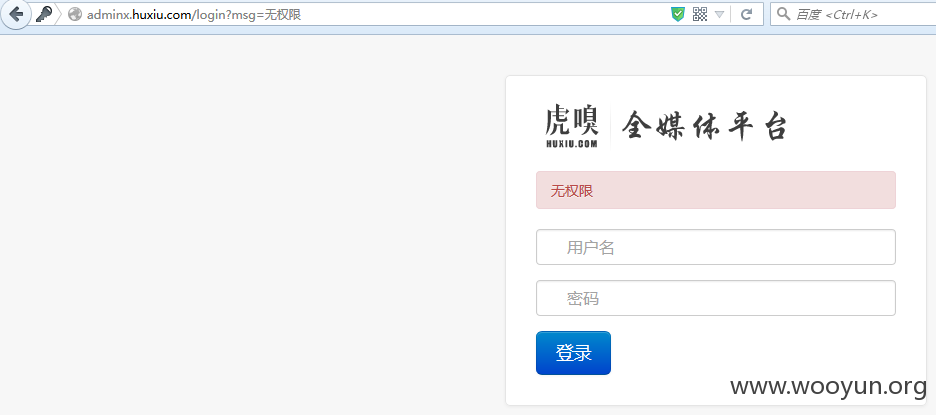 adminx.huxiu.com/login?msg=无权限
百度 <Ctrl+K>
虎嗅 全媒体平台
HUXIU.COM
无权限
用户名
密码
登录
www.wooyun.org